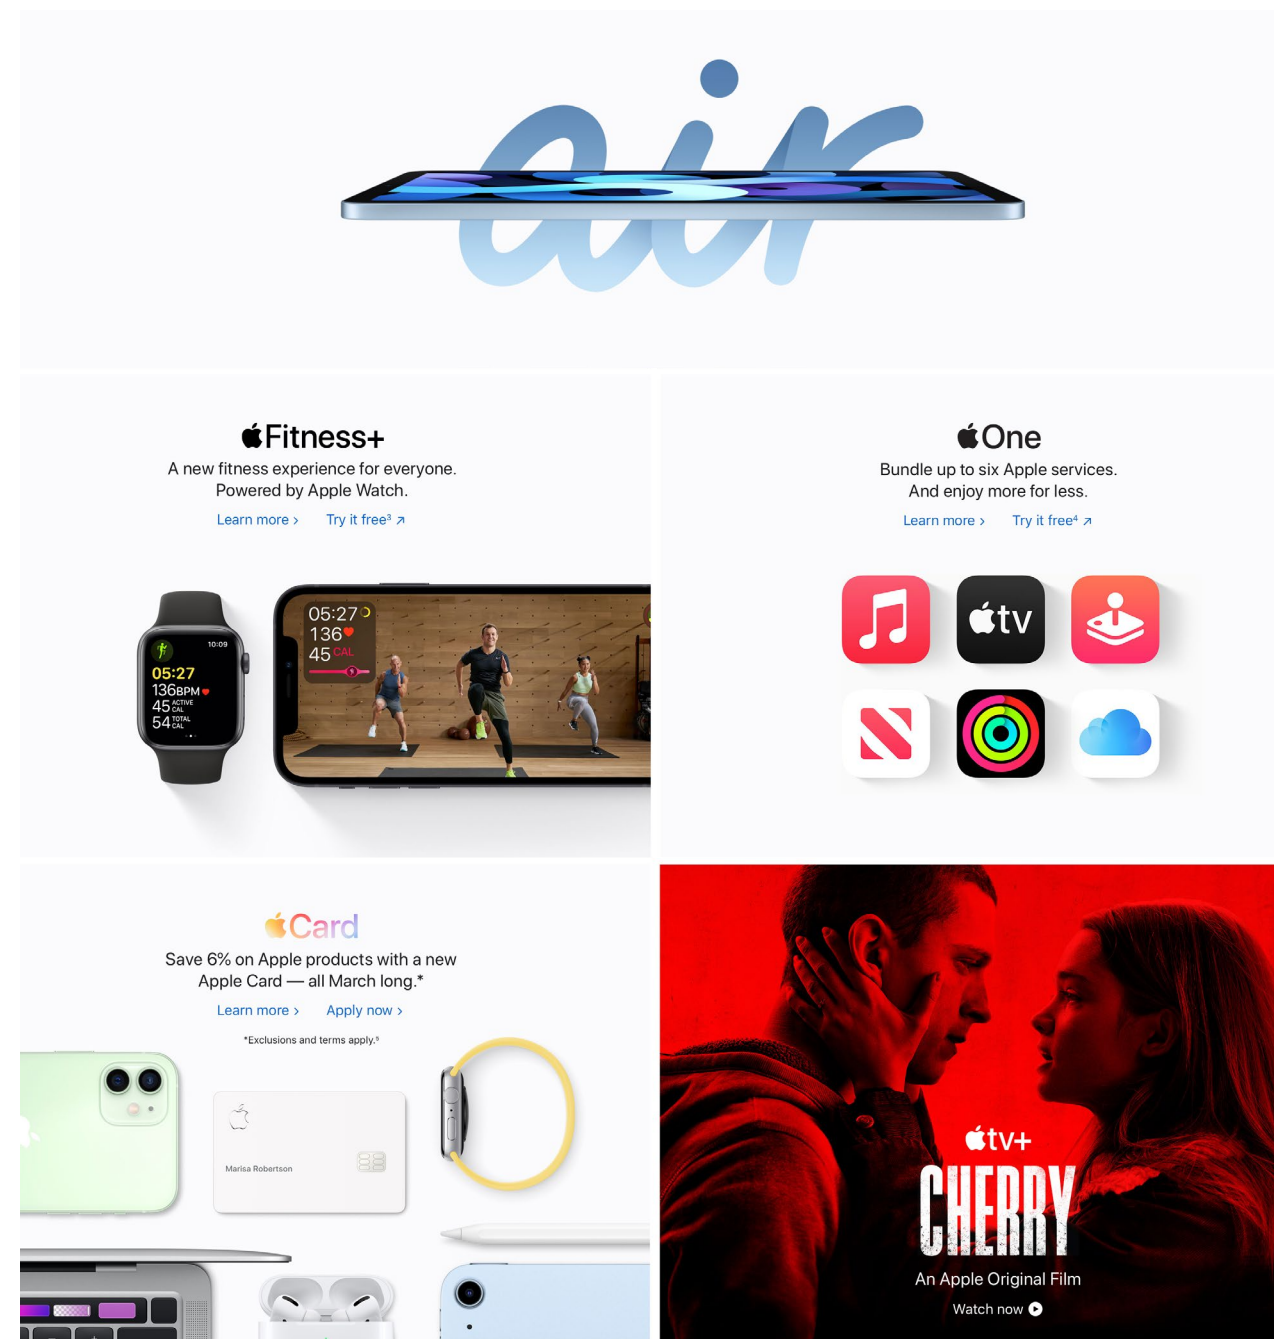 air
Fitness+
A new fitness experience for everyone.
Powered by Apple Watch.
Learn more > Try it free³ ↗
10:09
05:27
136BPM
45 ACTIVE CAL
54 TOTAL CAL
05:27
136
45 CAL
One
Bundle up to six Apple services.
And enjoy more for less.
Learn more > Try it free⁴ ↗
tv
Card
Save 6% on Apple products with a new
Apple Card — all March long.*
Learn more > Apply now >
*Exclusions and terms apply.⁵
Marisa Robertson
tv+
CHERRY
An Apple Original Film
Watch now